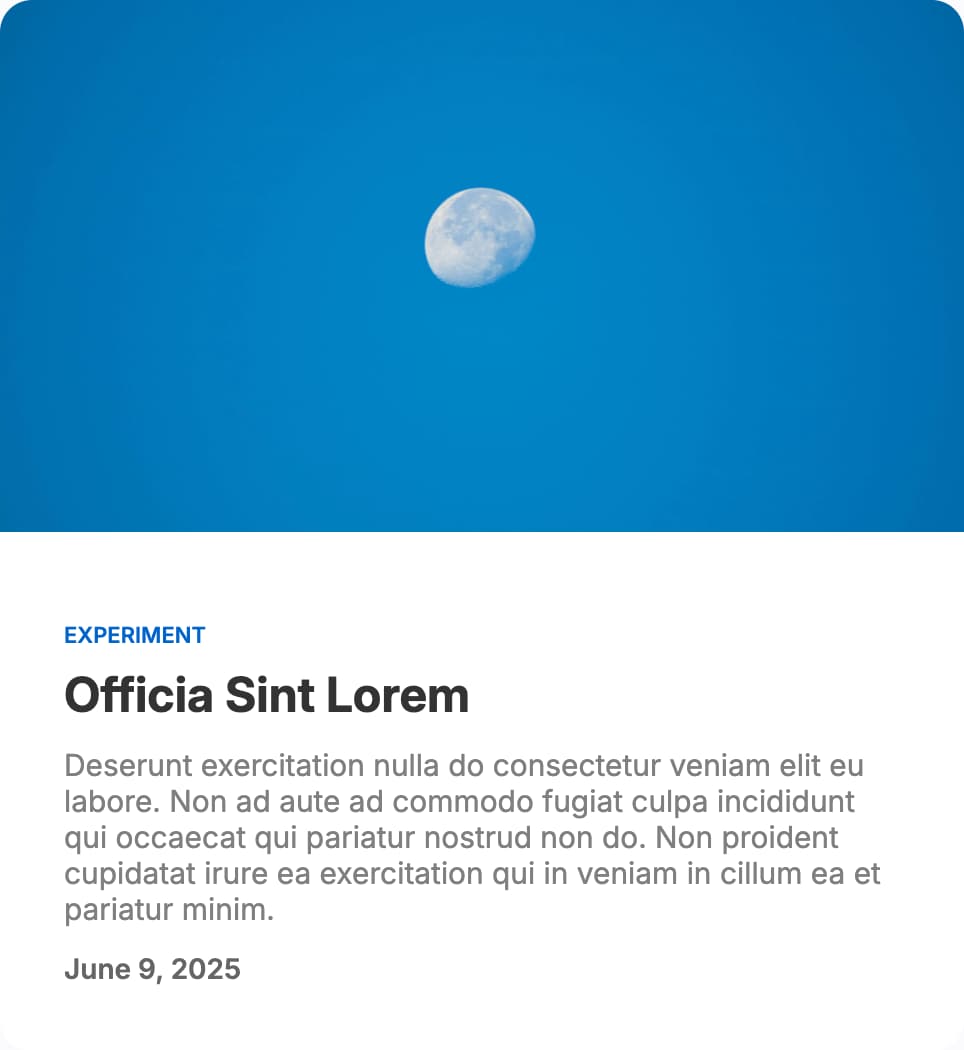 EXPERIMENT
Officia Sint Lorem
Deserunt exercitation nulla do consectetur veniam elit eu
labore. Non ad aute ad commodo fugiat culpa incididunt
qui occaecat qui pariatur nostrud non do. Non proident
cupidatat irure ea exercitation qui in veniam in cillum ea et
pariatur minim.
June 9, 2025